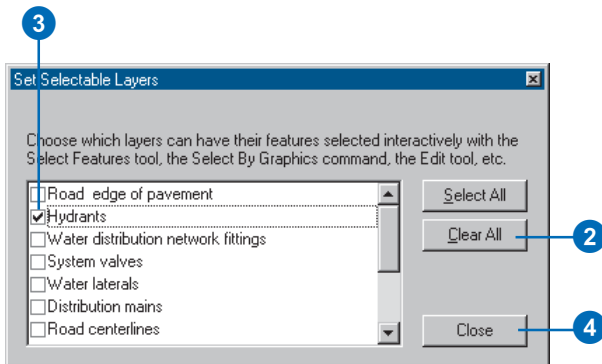 3
Set Selectable Layers
Choose which layers can have their features selected interactively with the
Select Features tool, the Select By Graphics command, the Edit tool, etc.
Road edge of pavement
Hydrants
Water distribution network fittings
System valves
Water laterals
Distribution mains
Road centerlines
Select All
Clear All
2
Close
4